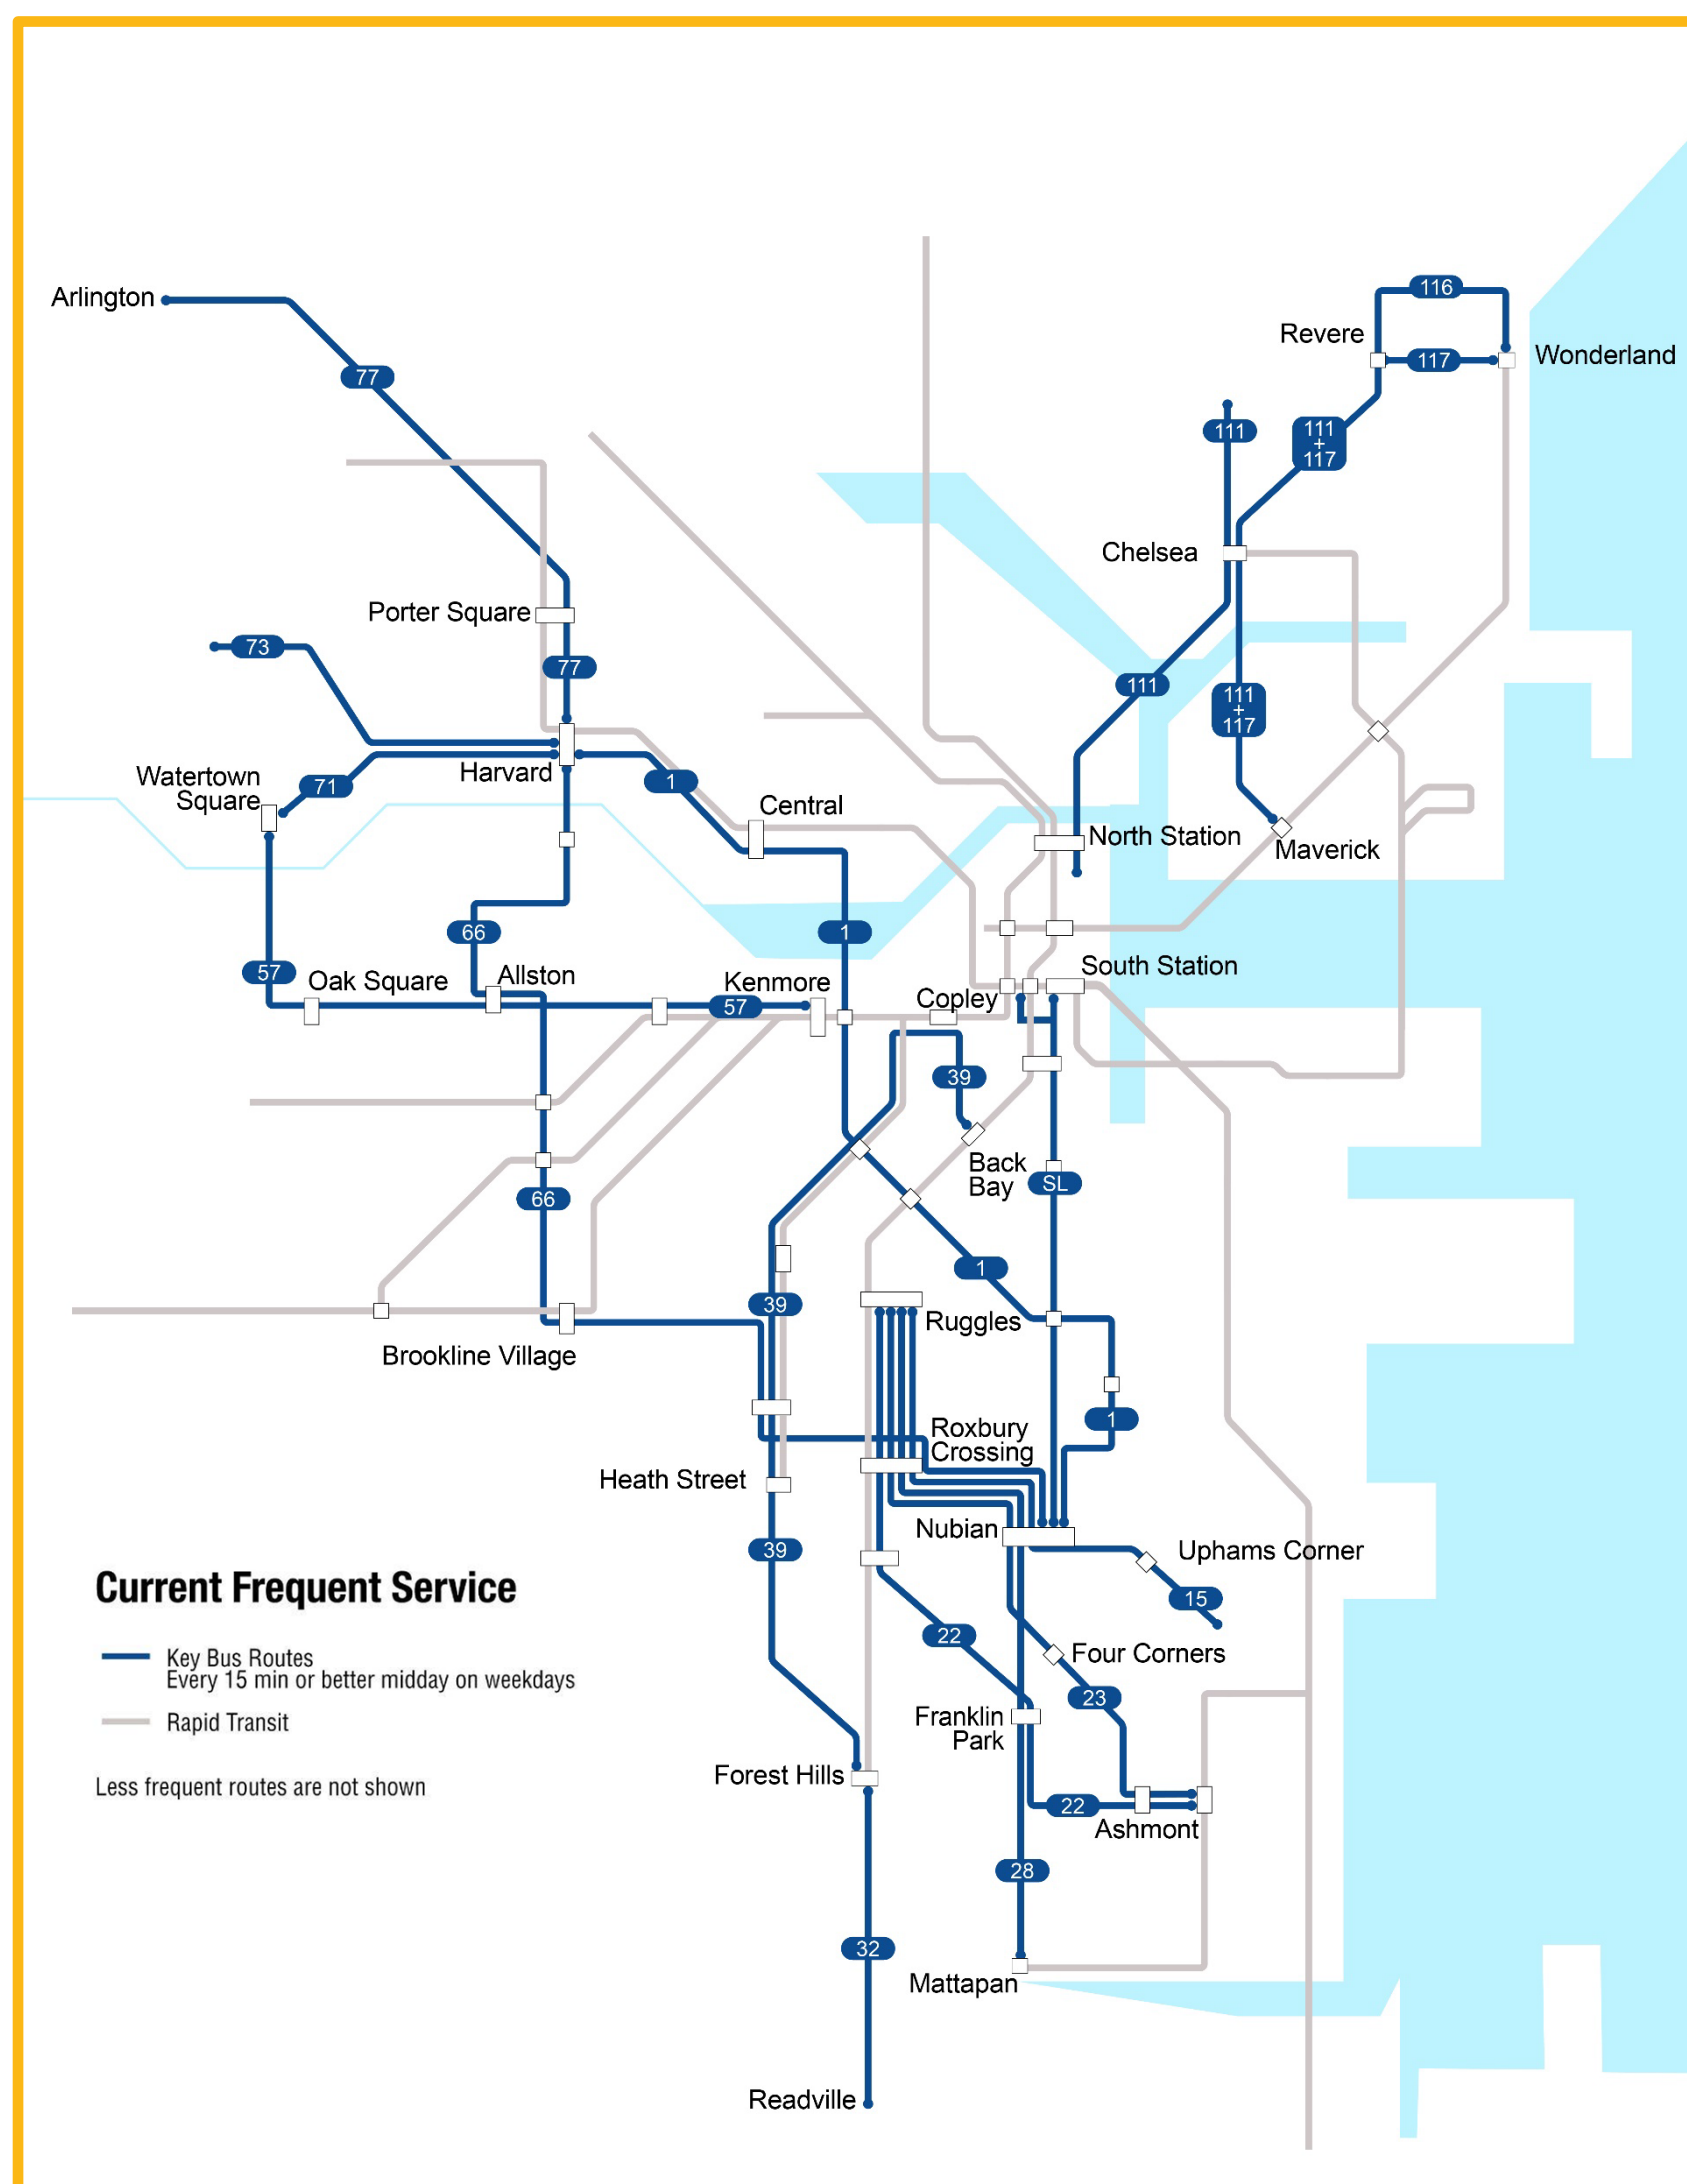 116
Arlington
Revere
Wonderland
117
77
111
111
+
117
Chelsea
Porter Square
73
77
111
111
+
117
Harvard
Watertown
Square
71
1
Central
North Station
Maverick
66
1
57
Oak Square
Allston
Kenmore
57
Copley
South Station
39
Back
Bay
SL
66
1
39
Ruggles
Brookline Village
1
Roxbury
Crossing
Heath Street
Nubian
39
Uphams Corner
15
22
Four Corners
23
Franklin
Park
Forest Hills
22
Ashmont
28
32
Mattapan
Readville
Current Frequent Service
Key Bus Routes
Every 15 min or better midday on weekdays
Rapid Transit
Less frequent routes are not shown